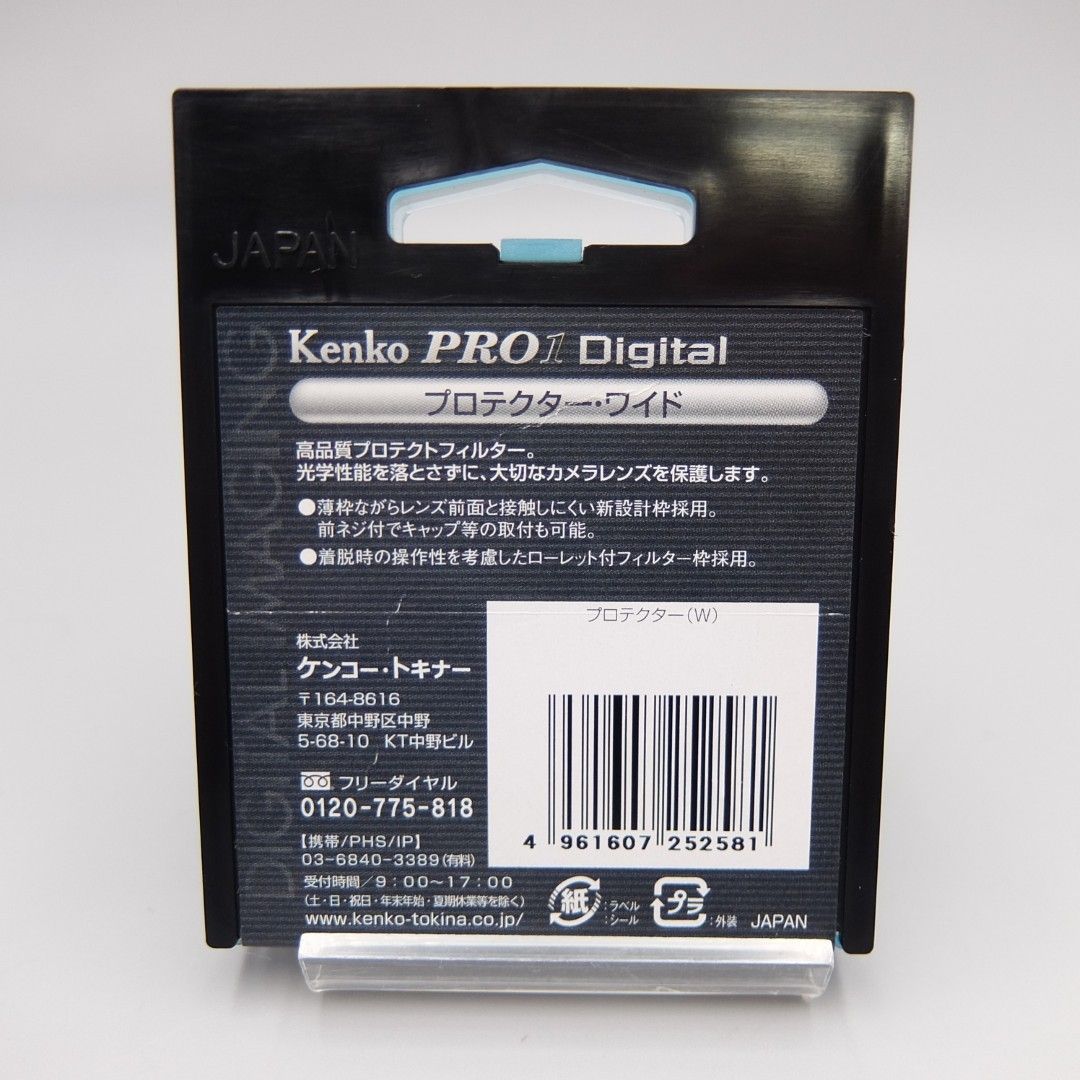 JAPAN
Kenko PRO1 Digital
プロテクター・ワイド
高品質プロテクトフィルター。
光学性能を落とさずに、大切なカメラレンズを保護します。
●薄枠ながらレンズ前面と接触しにくい新設計枠採用。
前ネジ付でキャップ等の取付も可能。
●着脱時の操作性を考慮したローレット付フィルター枠採用。
プロテクター(W)
株式会社
ケンコー・トキナー
〒164-8616
東京都中野区中野
5-68-10 KT中野ビル
フリーダイヤル
0120-775-818
【携帯/PHS/IP】
03-6840-3389(有料)
受付時間/9:00〜17:00
(土・日・祝日・年末年始・夏期休業等を除く)
www.kenko-tokina.co.jp/
4 961607 252581
紙 :ラベル
:シール
プラ :外装
JAPAN
DIGITAL IMAGING